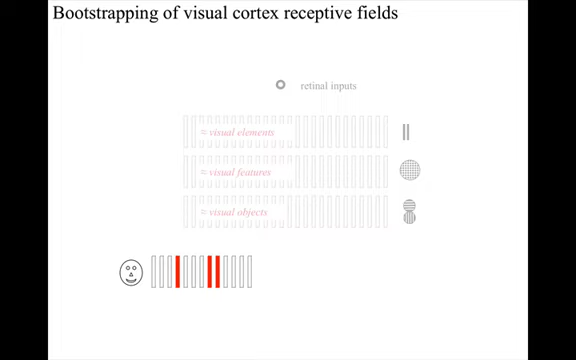 Bootstrapping of visual cortex receptive fields
retinal inputs
≈ visual elements
≈ visual features
≈ visual objects